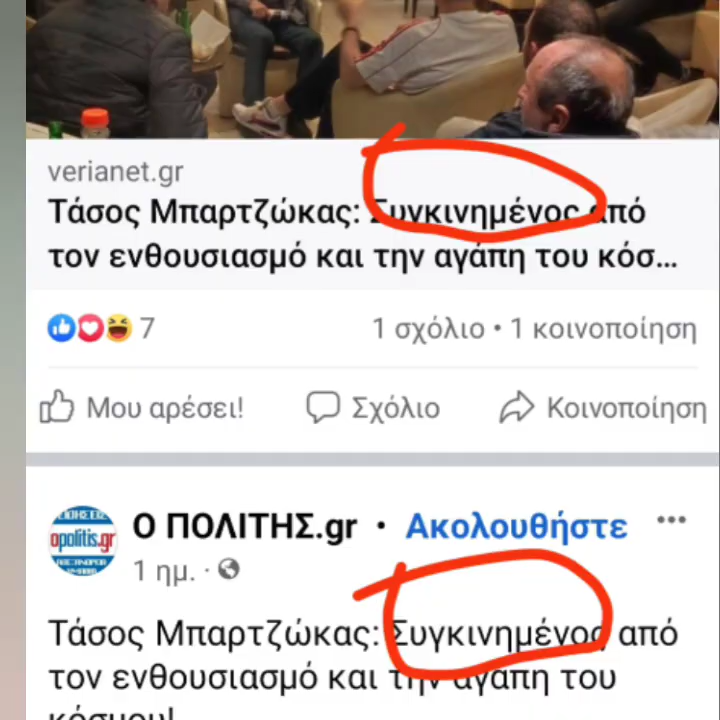 verianet.gr
Τάσος Μπαρτζώκας: Συγκινημένος από
τον ενθουσιασμό και την αγάπη του κόσ...
7
1 σχόλιο • 1 κοινοποίηση
Μου αρέσει!
Σχόλιο
Κοινοποίηση
opolitis.gr
Ο ΠΟΛΙΤΗΣ.gr • Ακολουθήστε
1 ημ. ·
Τάσος Μπαρτζώκας: Συγκινημένος από
τον ενθουσιασμό και την αγάπη του
κόσμου!